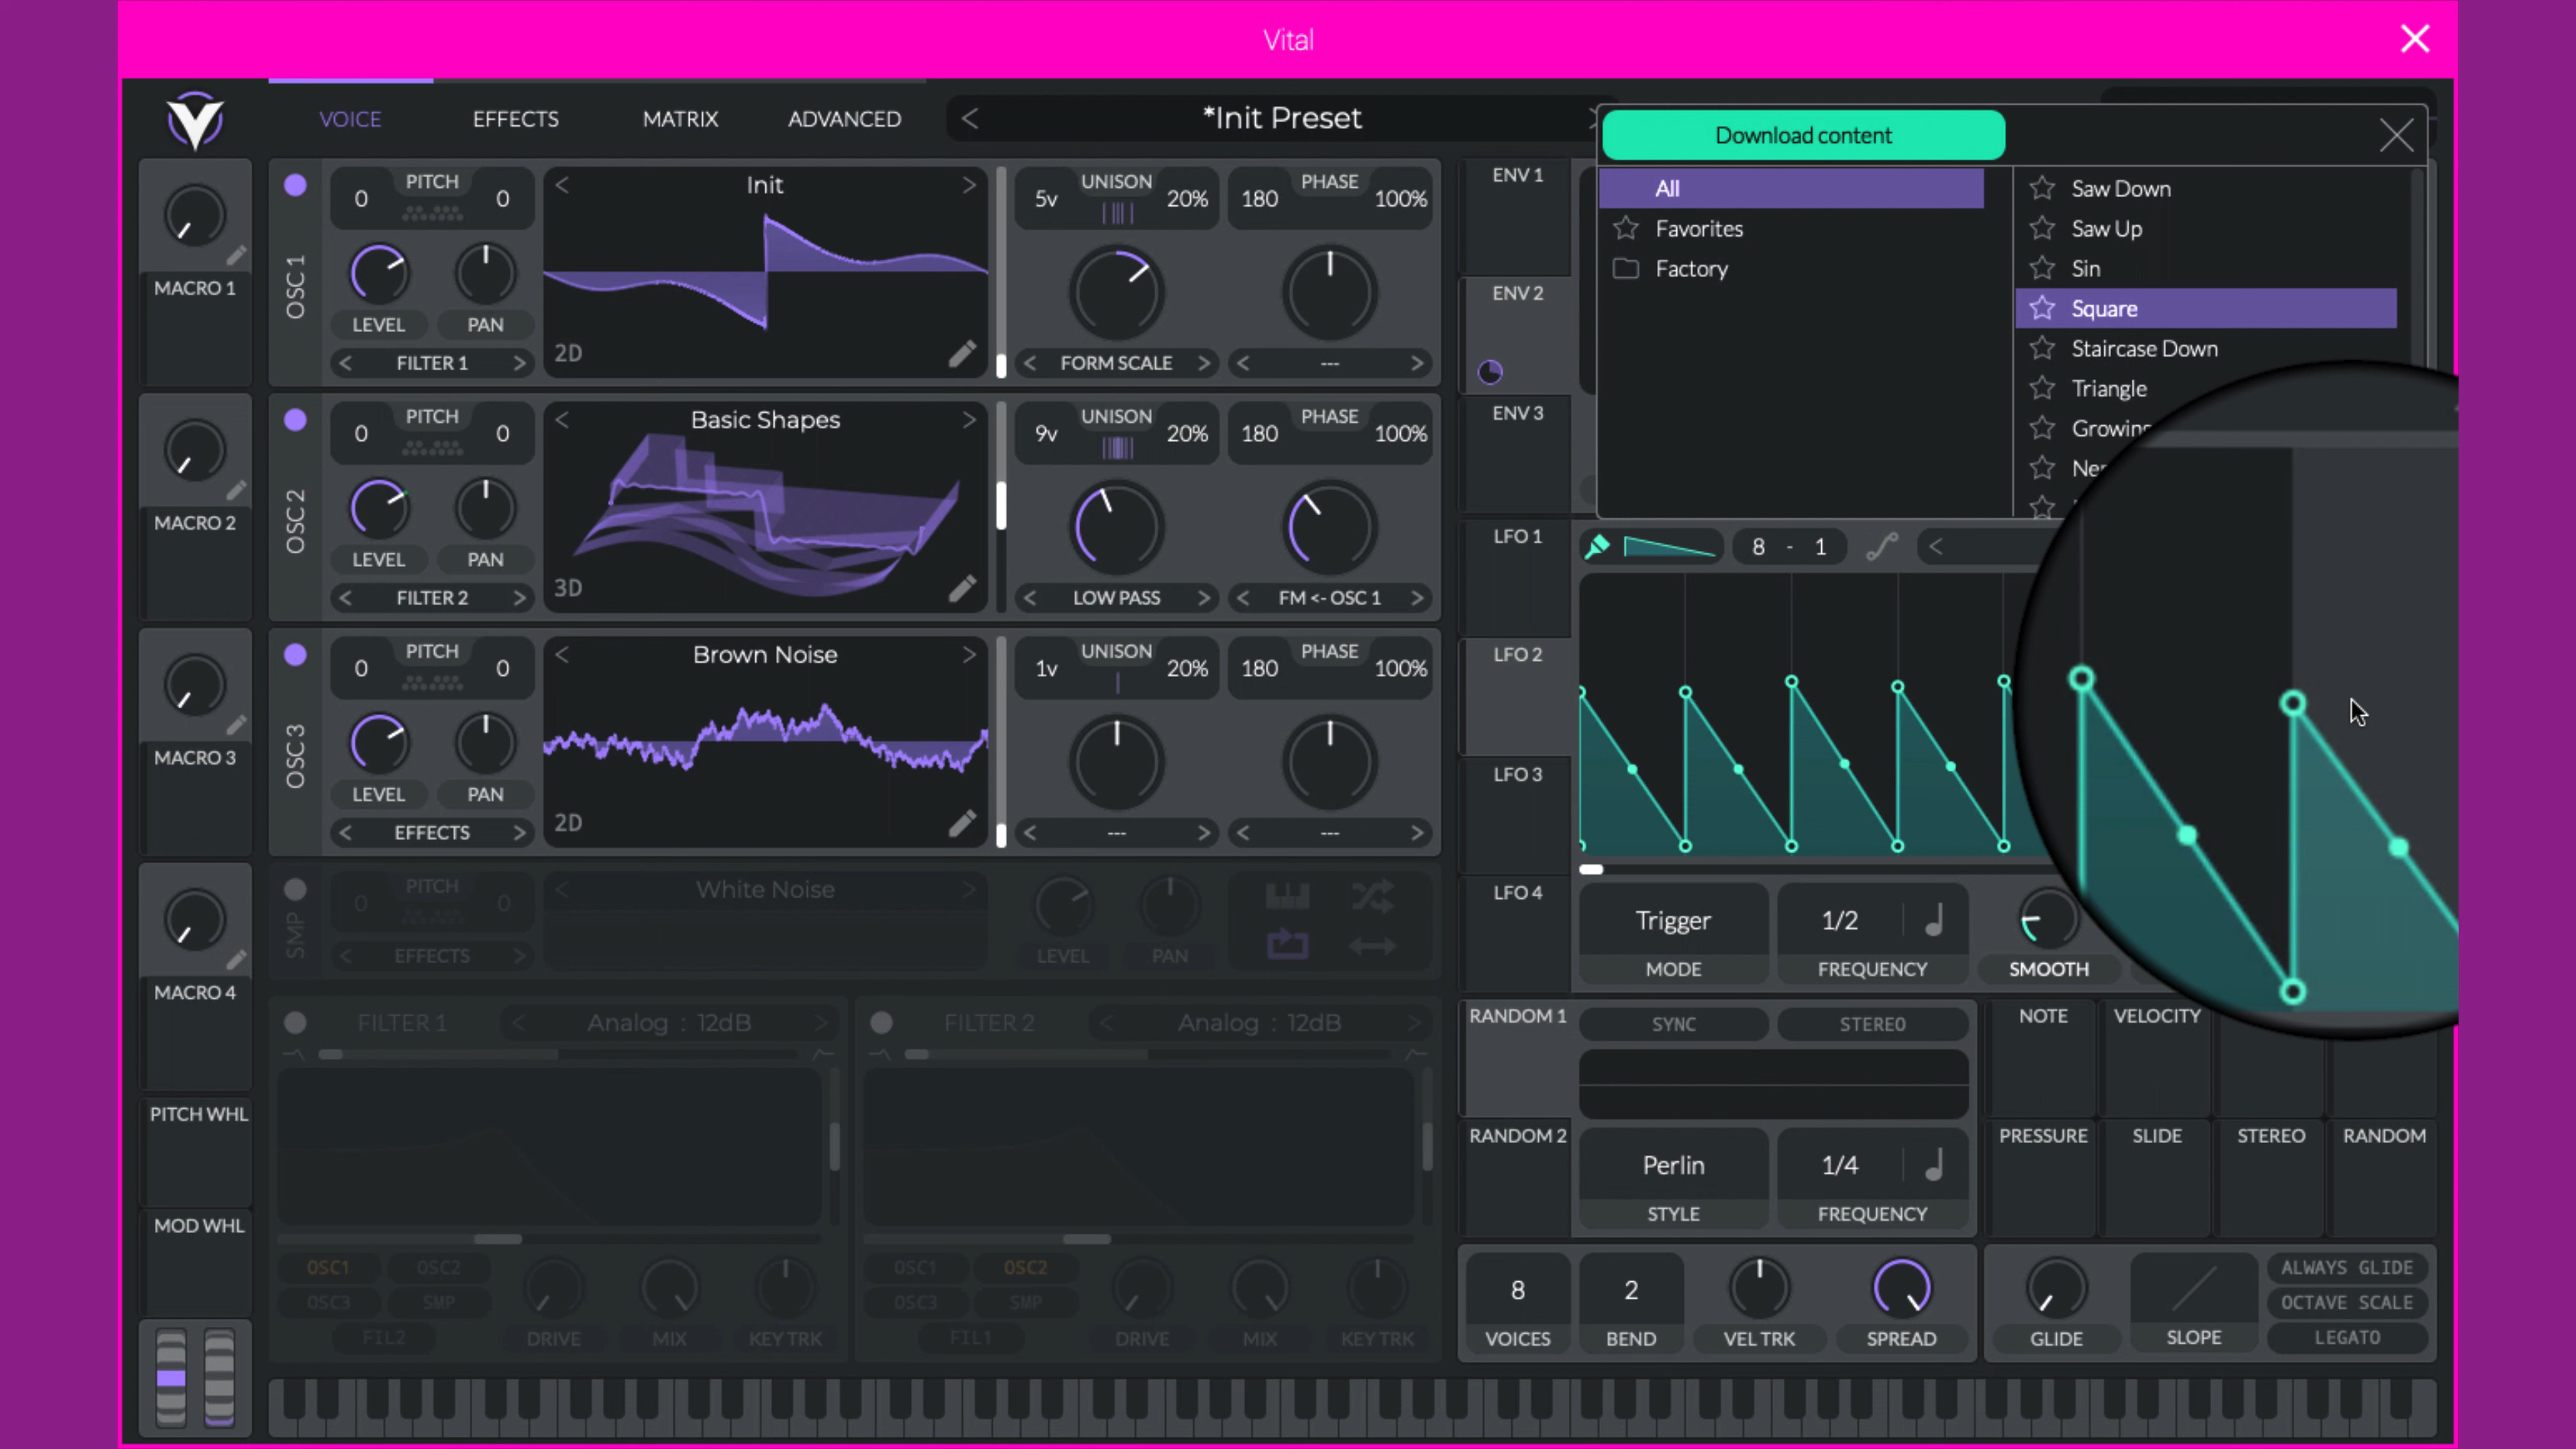 Vital
VOICE EFFECTS MATRIX ADVANCED
*Init Preset
Download content
All
Favorites
Factory
Saw Down
Saw Up
Sin
Square
Staircase Down
Triangle
MACRO 1
MACRO 2
MACRO 3
MACRO 4
PITCH WHL
MOD WHL
OSC 1
0 PITCH 0
LEVEL PAN
FILTER 1
Init
2D
5v UNISON 20%
180 PHASE 100%
FORM SCALE
---
OSC 2
0 PITCH 0
LEVEL PAN
FILTER 2
Basic Shapes
3D
9v UNISON 20%
180 PHASE 100%
LOW PASS
FM <- OSC 1
OSC 3
0 PITCH 0
LEVEL PAN
EFFECTS
Brown Noise
2D
1v UNISON 20%
180 PHASE 100%
---
---
SMP
0 PITCH 0
EFFECTS
White Noise
LEVEL PAN
FILTER 1 Analog : 12dB
OSC1 OSC2
OSC3 SMP
FIL2
DRIVE MIX KEY TRK
FILTER 2 Analog : 12dB
OSC1 OSC2
OSC3 SMP
FIL1
DRIVE MIX KEY TRK
ENV 1
ENV 2
ENV 3
LFO 1
LFO 2
LFO 3
LFO 4
8 - 1
Trigger
MODE
1/2
FREQUENCY
SMOOTH
RANDOM 1
RANDOM 2
SYNC STEREO
Perlin
STYLE
1/4
FREQUENCY
NOTE VELOCITY
PRESSURE SLIDE STEREO RANDOM
8
VOICES
2
BEND
VEL TRK
SPREAD
GLIDE
SLOPE
ALWAYS GLIDE
OCTAVE SCALE
LEGATO